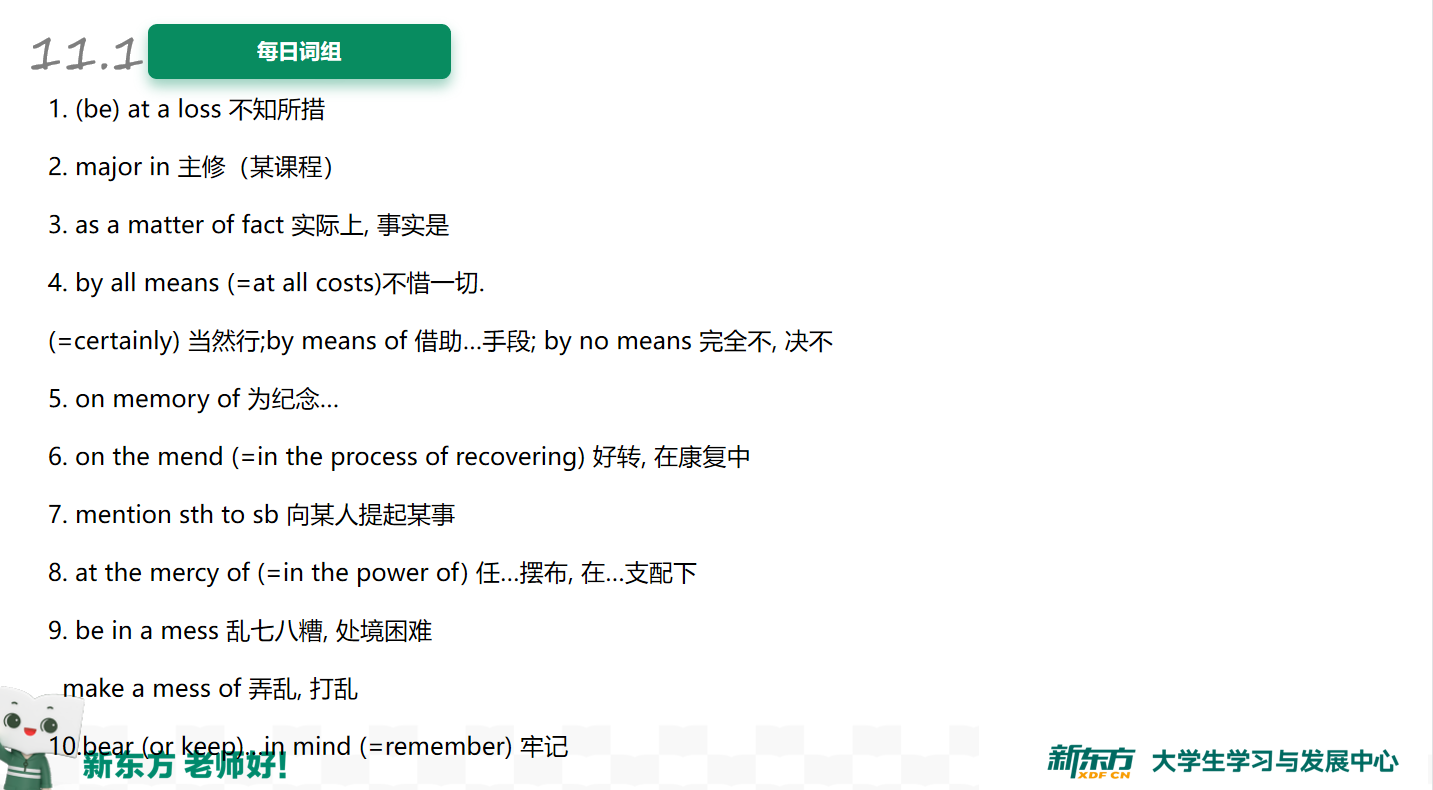 11.1 每日词组
1. (be) at a loss 不知所措
2. major in 主修（某课程）
3. as a matter of fact 实际上, 事实是
4. by all means (=at all costs)不惜一切.
(=certainly) 当然行;by means of 借助…手段; by no means 完全不, 决不
5. on memory of 为纪念…
6. on the mend (=in the process of recovering) 好转, 在康复中
7. mention sth to sb 向某人提起某事
8. at the mercy of (=in the power of) 任…摆布, 在…支配下
9. be in a mess 乱七八糟, 处境困难
make a mess of 弄乱, 打乱
10.bear (or keep)…in mind (=remember) 牢记
新东方 老师好!
新东方 XDF.CN 大学生学习与发展中心